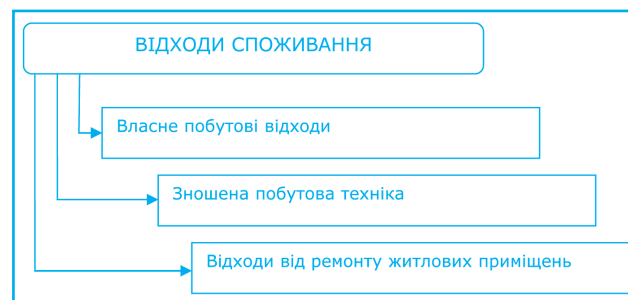 ВІДХОДИ СПОЖИВАННЯ
Власне побутові відходи
Зношена побутова техніка
Відходи від ремонту житлових приміщень